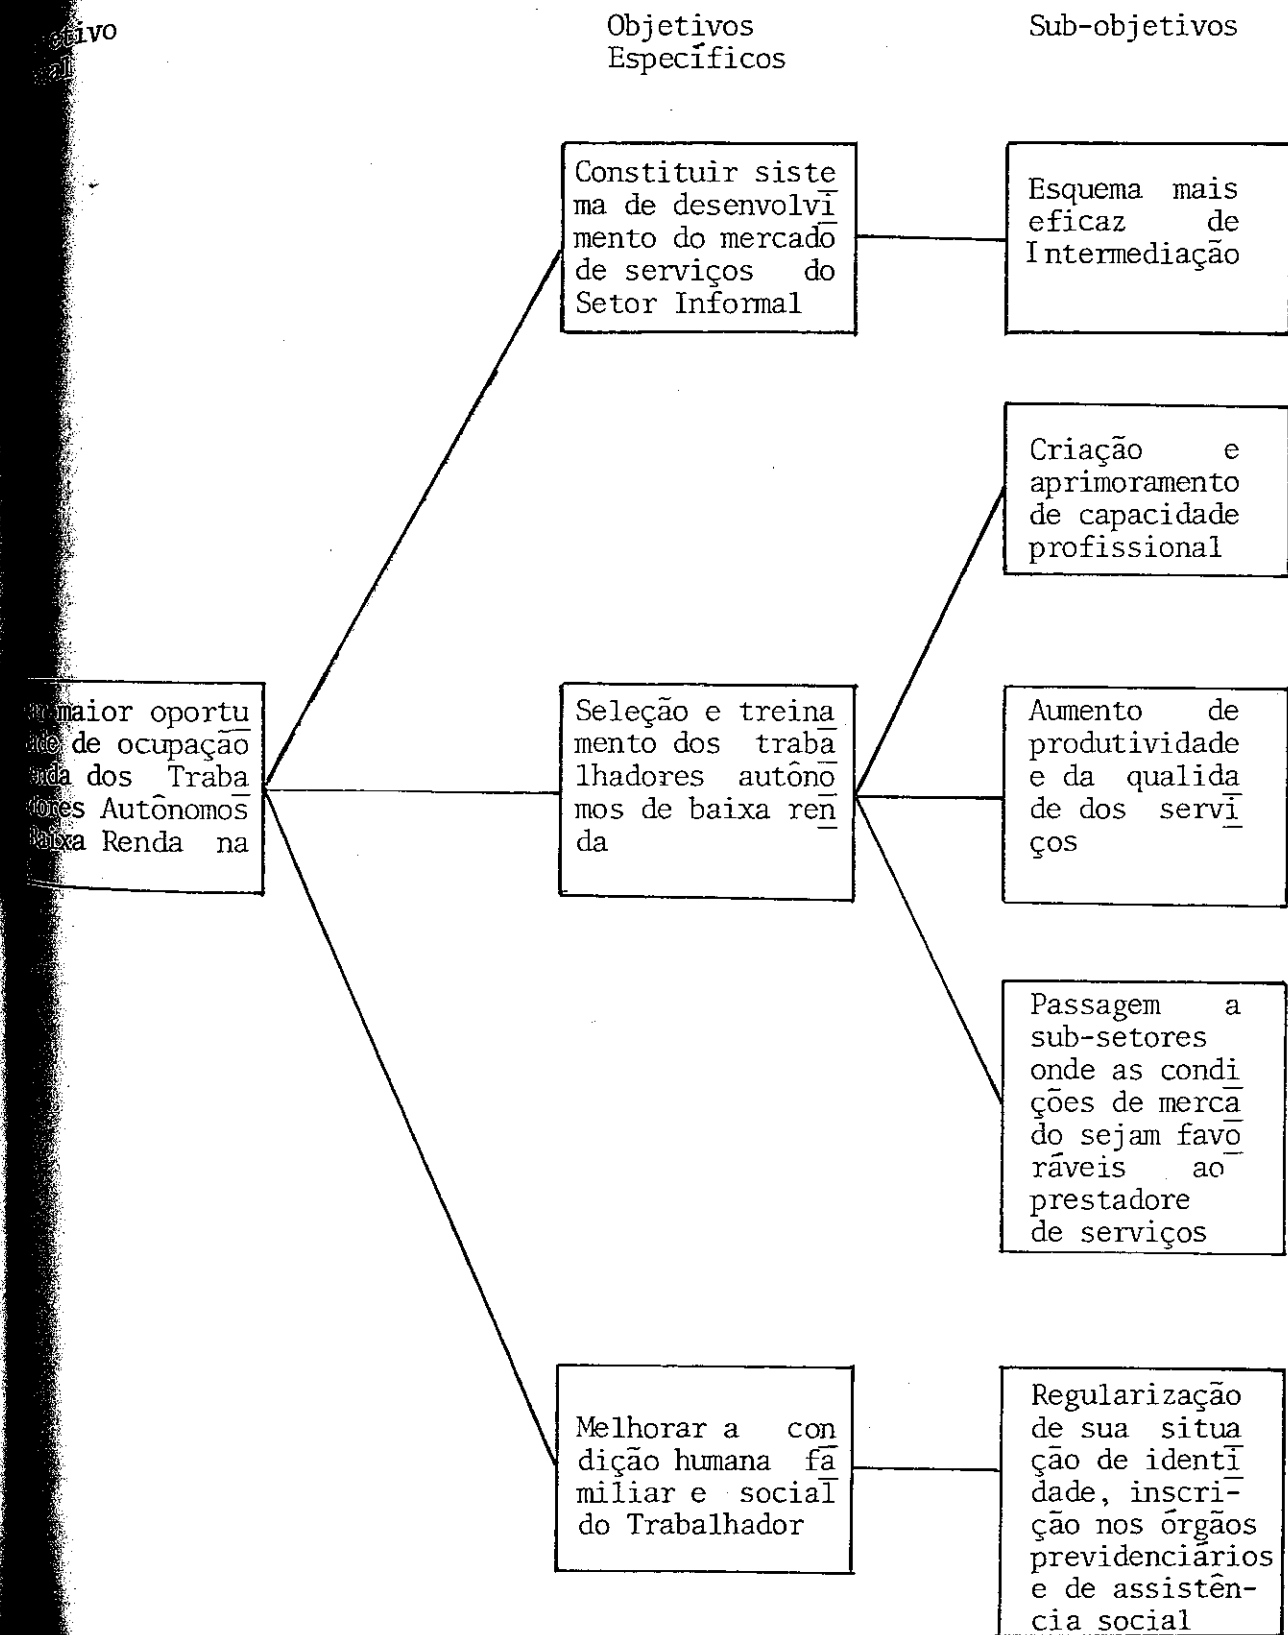 Objetivos
Específicos
Sub-objetivos
Constituir siste
ma de desenvolvi
mento do mercado
de serviços do
Setor Informal
Esquema mais
eficaz de
Intermediação
Criação e
aprimoramento
de capacidade
profissional
maior oportu
de ocupação
dos Traba
Autônomos
Renda na
Seleção e treina
mento dos traba
lhadores autôno
mos de baixa ren
da
Aumento de
produtividade
e da qualida
de dos servi
ços
Passagem a
sub-setores
onde as condi
ções de merca
do sejam favo
ráveis ao
prestadore
de serviços
Melhorar a con
dição humana fa
miliar e social
do Trabalhador
Regularização
de sua situa
ção de identi
dade, inscri-
ção nos órgãos
previdenciários
e de assistên-
cia social